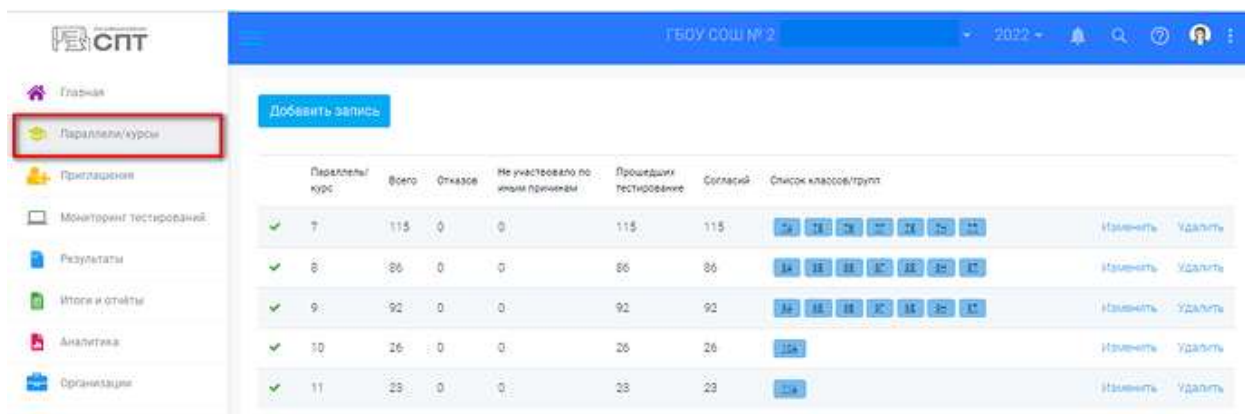 СПТ
ГБОУ СОШ № 2
2022
Главная
Параллели/курсы
Приглашения
Мониторинг тестирований
Результаты
Итоги и отчёты
Аналитика
Организации
Добавить запись
Параллель/курс Всего Отказов Не участвовало по иным причинам Прошедших тестирование Согласий Список классов/групп
7 115 0 0 115 115 Изменить Удалить
8 86 0 0 86 86 Изменить Удалить
9 92 0 0 92 92 Изменить Удалить
10 26 0 0 26 26 10А Изменить Удалить
11 23 0 0 23 23 11А Изменить Удалить